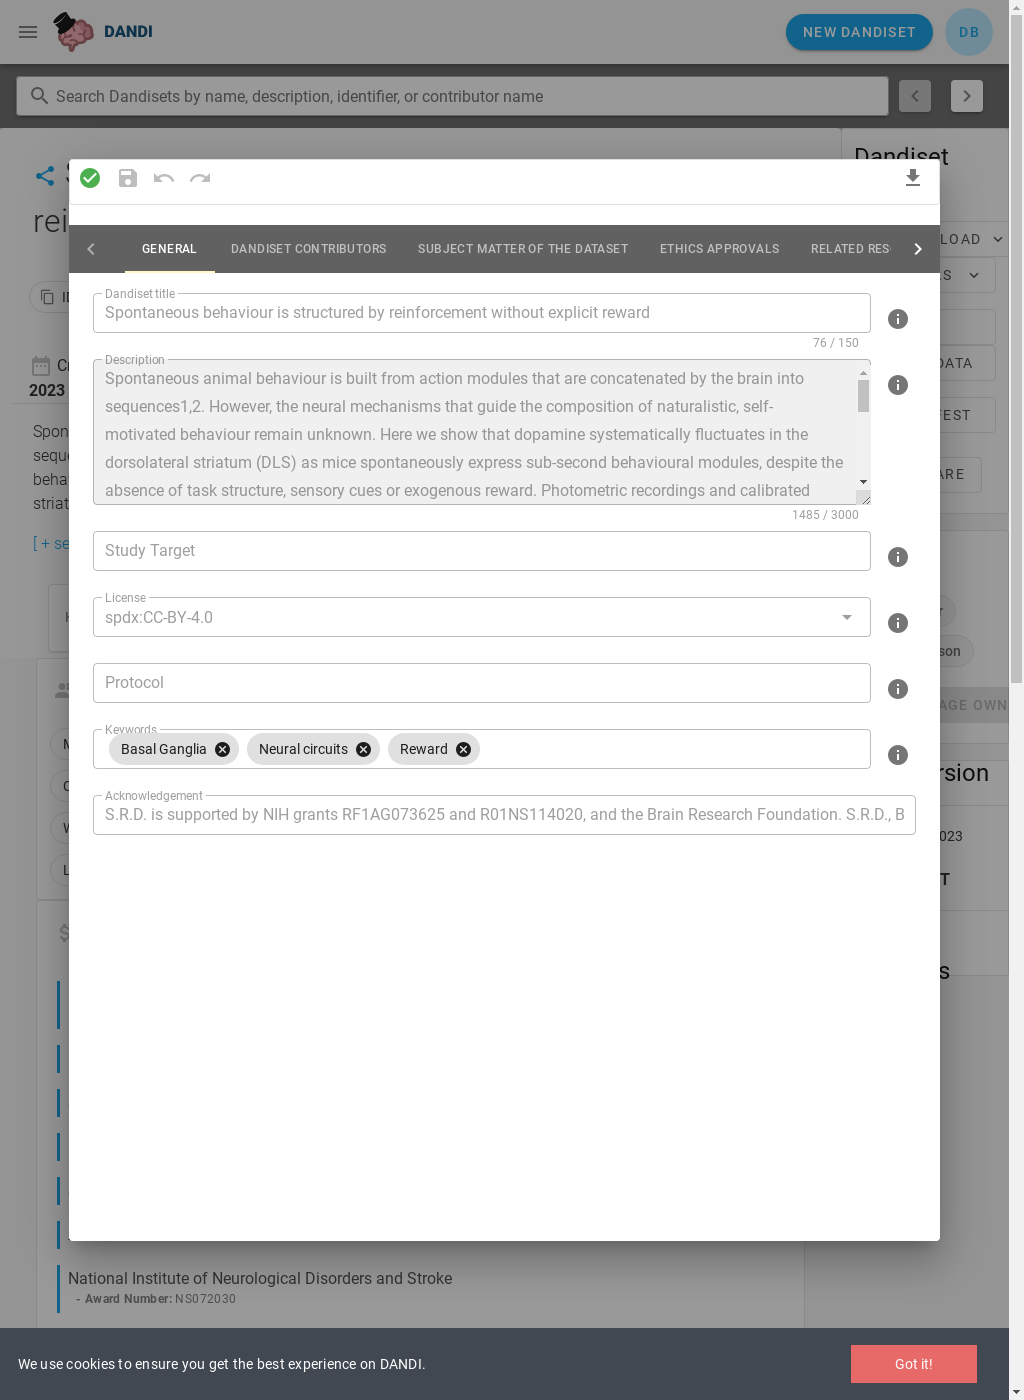 DANDI
NEW DANDISET
DB
Search Dandisets by name, description, identifier, or contributor name
Dandiset
GENERAL
DANDISET CONTRIBUTORS
SUBJECT MATTER OF THE DATASET
ETHICS APPROVALS
RELATED RES
Dandiset title
Spontaneous behaviour is structured by reinforcement without explicit reward
76 / 150
Description
Spontaneous animal behaviour is built from action modules that are concatenated by the brain into
sequences1,2. However, the neural mechanisms that guide the composition of naturalistic, self-
motivated behaviour remain unknown. Here we show that dopamine systematically fluctuates in the
dorsolateral striatum (DLS) as mice spontaneously express sub-second behavioural modules, despite the
absence of task structure, sensory cues or exogenous reward. Photometric recordings and calibrated
1485 / 3000
Study Target
License
spdx:CC-BY-4.0
Protocol
Keywords
Basal Ganglia
Neural circuits
Reward
Acknowledgement
S.R.D. is supported by NIH grants RF1AG073625 and R01NS114020, and the Brain Research Foundation. S.R.D., B
rei
2023
Spon
sequ
beha
striat
[ + se
LOAD
S
DATA
EST
ARE
son
AGE OWN
rsion
023
T
s
National Institute of Neurological Disorders and Stroke
- Award Number: NS072030
We use cookies to ensure you get the best experience on DANDI.
Got it!